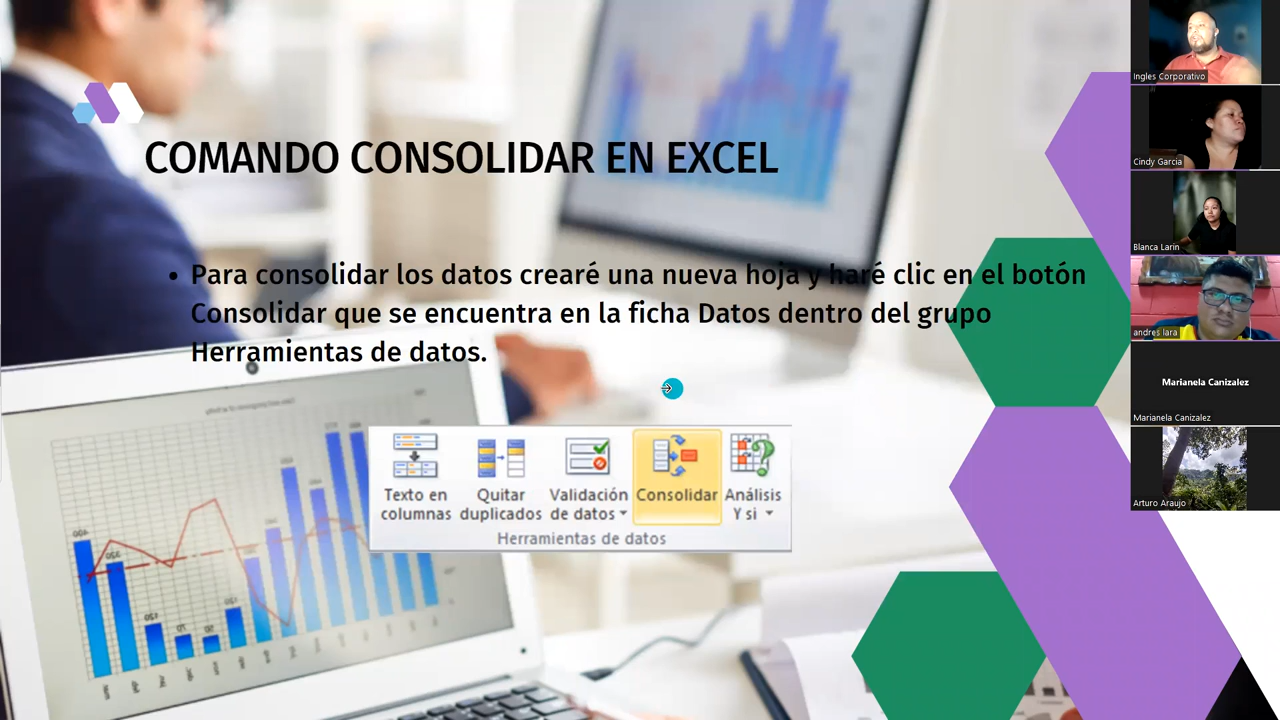 COMANDO CONSOLIDAR EN EXCEL
• Para consolidar los datos crearé una nueva hoja y haré clic en el botón
Consolidar que se encuentra en la ficha Datos dentro del grupo
Herramientas de datos.
Texto en columnas
Quitar duplicados
Validación de datos
Consolidar
Análisis Y si
Herramientas de datos
Ingles Corporativo
Cindy Garcia
Blanca Larin
andres lara
Marianela Canizalez
Marianela Canizalez
Arturo Araujo